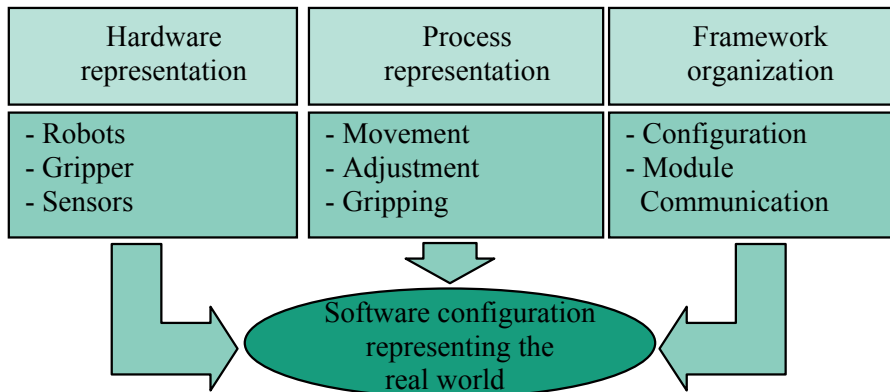 Hardware
representation
- Robots
- Gripper
- Sensors
Process
representation
- Movement
- Adjustment
- Gripping
Framework
organization
- Configuration
- Module
Communication
Software configuration
representing the
real world